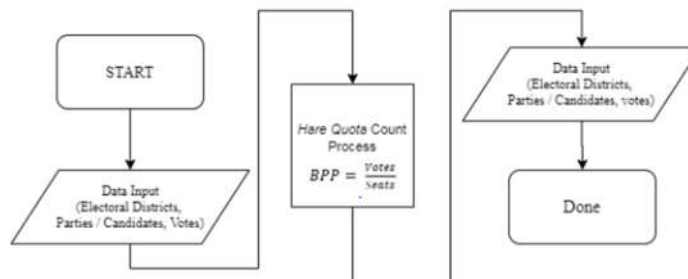 START
Data Input
(Electoral Districts,
Parties / Candidates, Votes)
Hare Quota Count
Process
BPP = Votes / Seats
Data Input
(Electoral Districts,
Parties / Candidates, votes)
Done